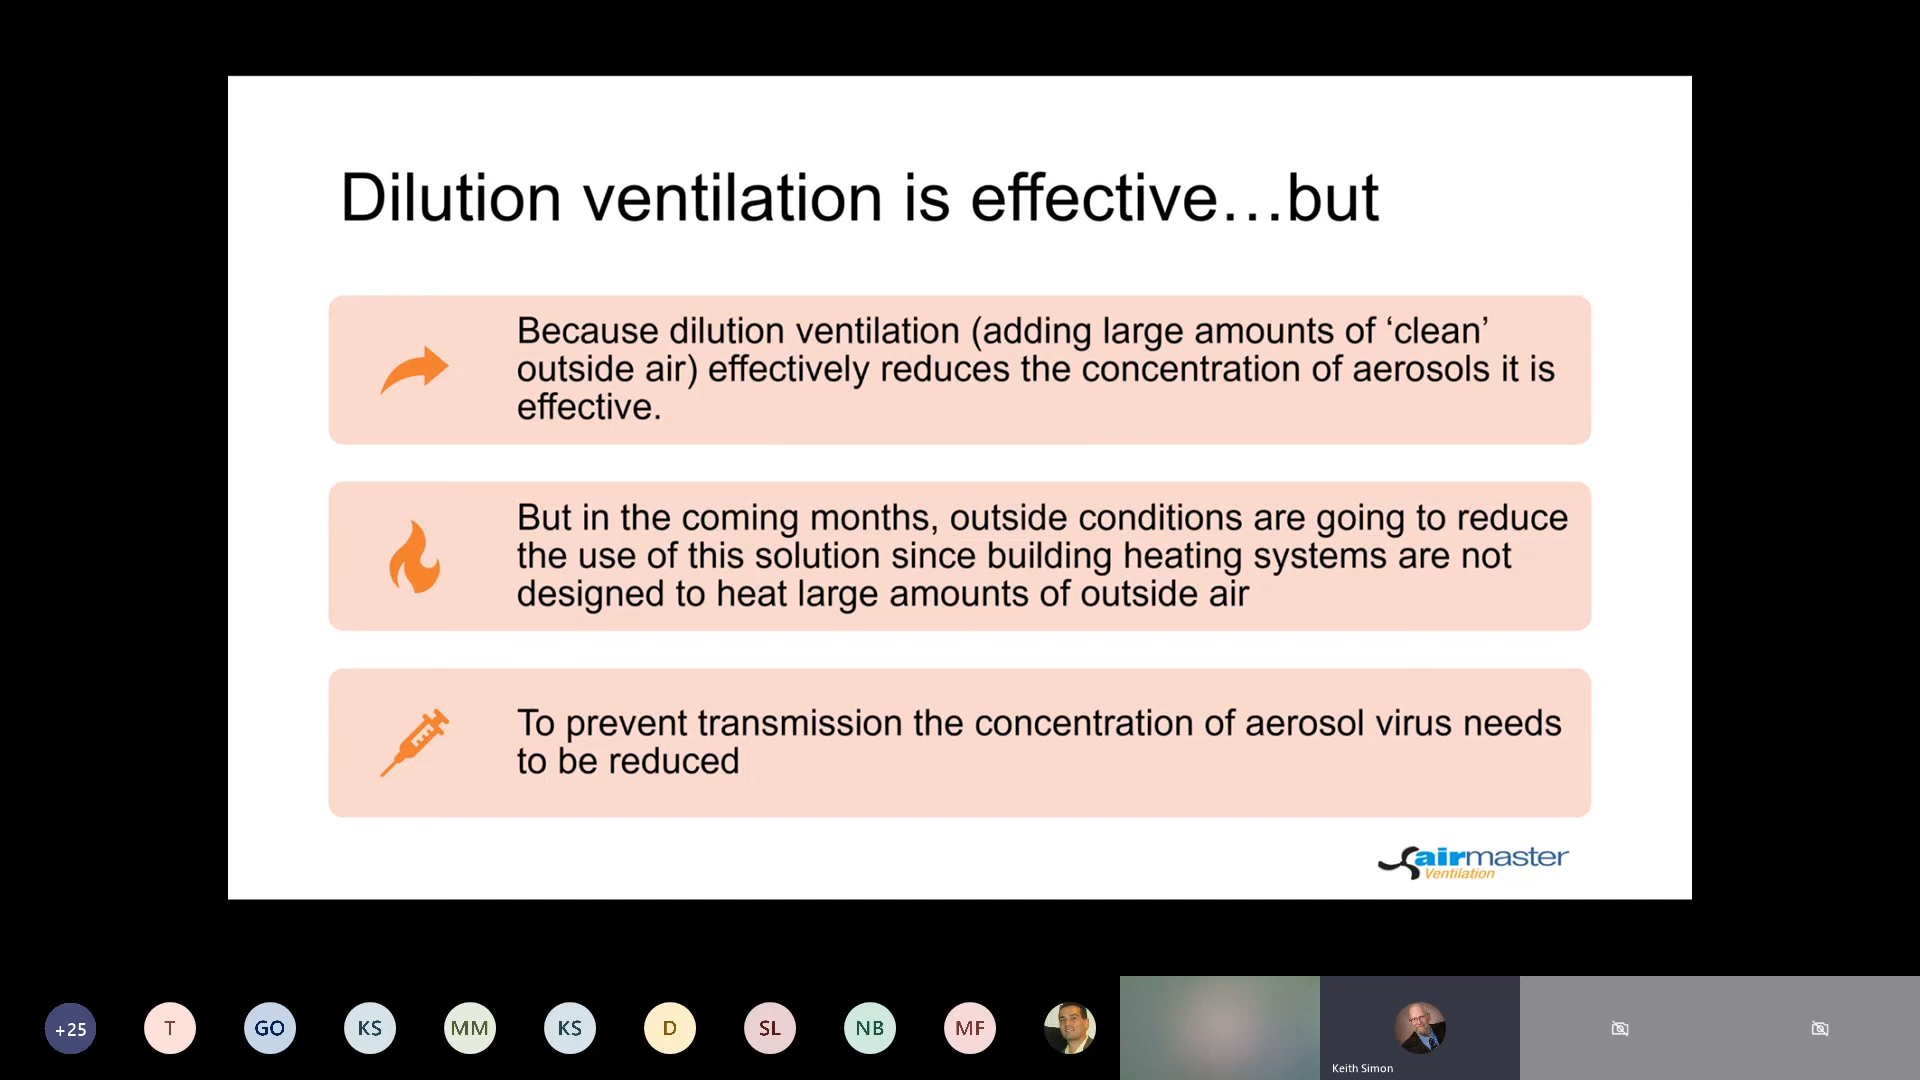 Dilution ventilation is effective…but
Because dilution ventilation (adding large amounts of ‘clean’
outside air) effectively reduces the concentration of aerosols it is
effective.
But in the coming months, outside conditions are going to reduce
the use of this solution since building heating systems are not
designed to heat large amounts of outside air
To prevent transmission the concentration of aerosol virus needs
to be reduced
airmaster
Ventilation
+25
T
GO
KS
MM
KS
D
SL
NB
MF
Keith Simon